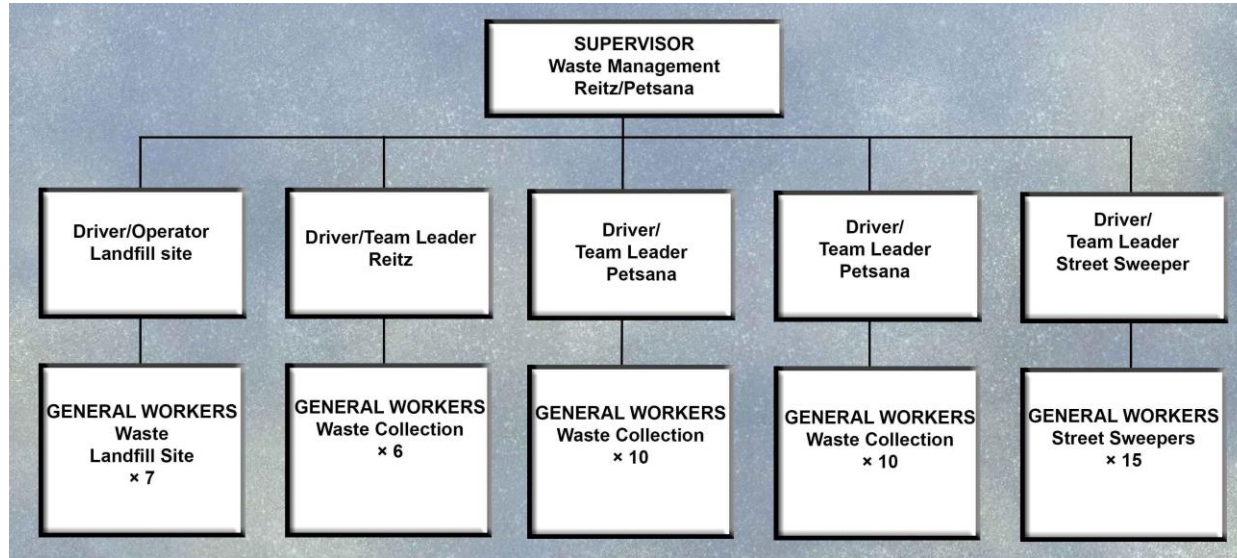 SUPERVISOR
Waste Management
Reitz/Petsana
Driver/Operator
Landfill site
Driver/Team Leader
Reitz
Driver/
Team Leader
Petsana
Driver/
Team Leader
Petsana
Driver/
Team Leader
Street Sweeper
GENERAL WORKERS
Waste
Landfill Site
× 7
GENERAL WORKERS
Waste Collection
× 6
GENERAL WORKERS
Waste Collection
× 10
GENERAL WORKERS
Waste Collection
× 10
GENERAL WORKERS
Street Sweepers
× 15